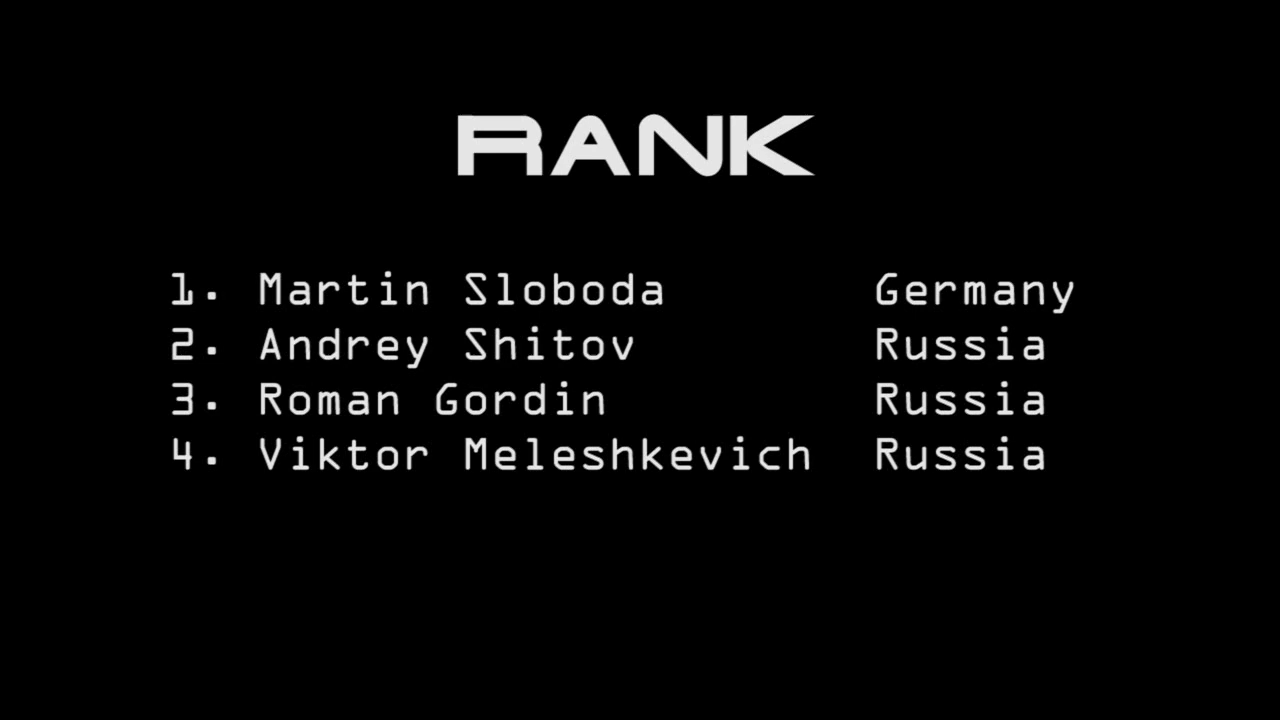 RANK
1. Martin Sloboda Germany
2. Andrey Shitov Russia
3. Roman Gordin Russia
4. Viktor Meleshkevich Russia